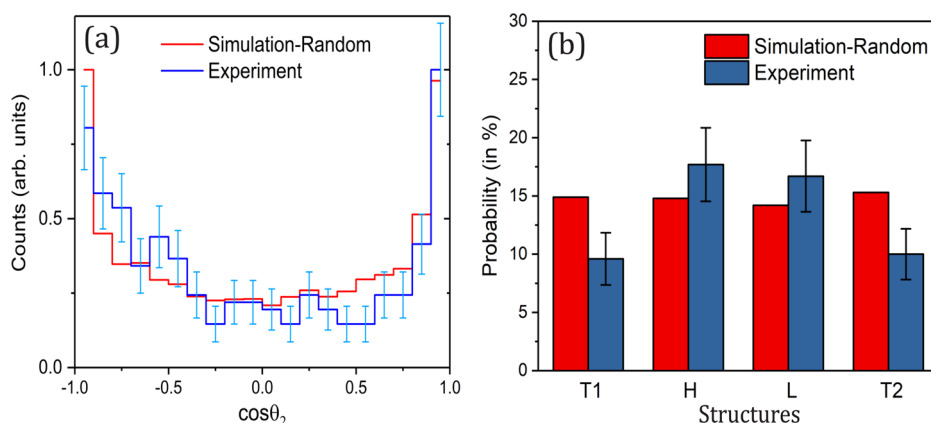 (a)
Simulation-Random
Experiment
Counts (arb. units)
1.0
0.5
0.0
-1.0 -0.5 0.0 0.5 1.0
cosθ2
(b)
Simulation-Random
Experiment
Probability (in %)
30
25
20
15
10
5
0
T1 H L T2
Structures